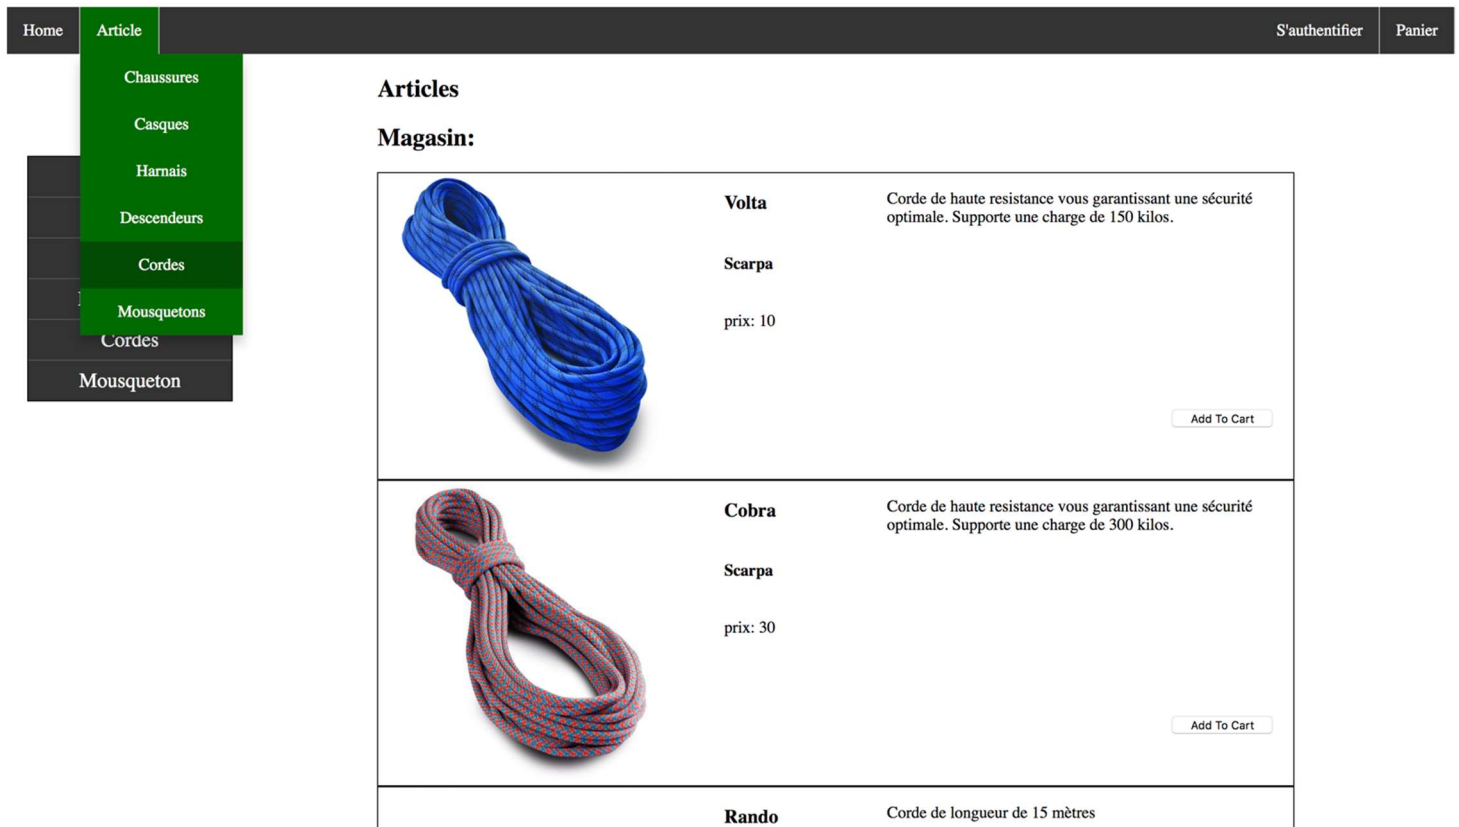 Home
Article
S'authentifier
Panier
Chaussures
Casques
Harnais
Descendeurs
Cordes
Mousquetons
Cordes
Mousqueton
Articles
Magasin:
Volta
Corde de haute resistance vous garantissant une sécurité
optimale. Supporte une charge de 150 kilos.
Scarpa
prix: 10
Add To Cart
Cobra
Corde de haute resistance vous garantissant une sécurité
optimale. Supporte une charge de 300 kilos.
Scarpa
prix: 30
Add To Cart
Rando
Corde de longueur de 15 mètres